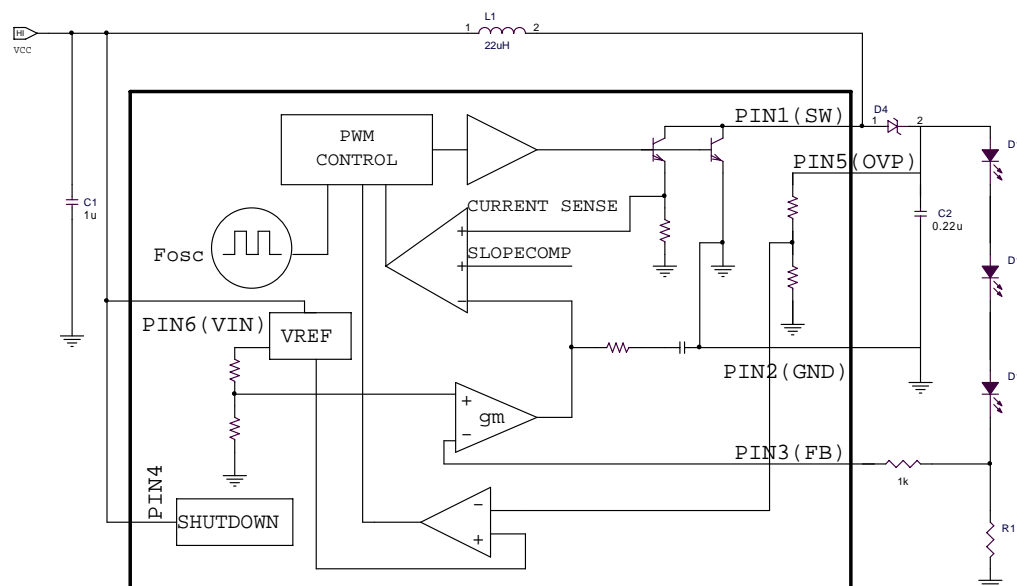 L1
HI
1
2
VCC
22uH
D4
PIN1(SW)
1
2
PWM
CONTROL
D
PIN5(OVP)
C1
1u
CURRENT SENSE
C2
0.22u
+
Fosc
SLOPECOMP
+
D
-
PIN6(VIN)
VREF
PIN2(GND)
D
+
gm
-
PIN3(FB)
1k
PIN4
-
SHUTDOWN
R1
+